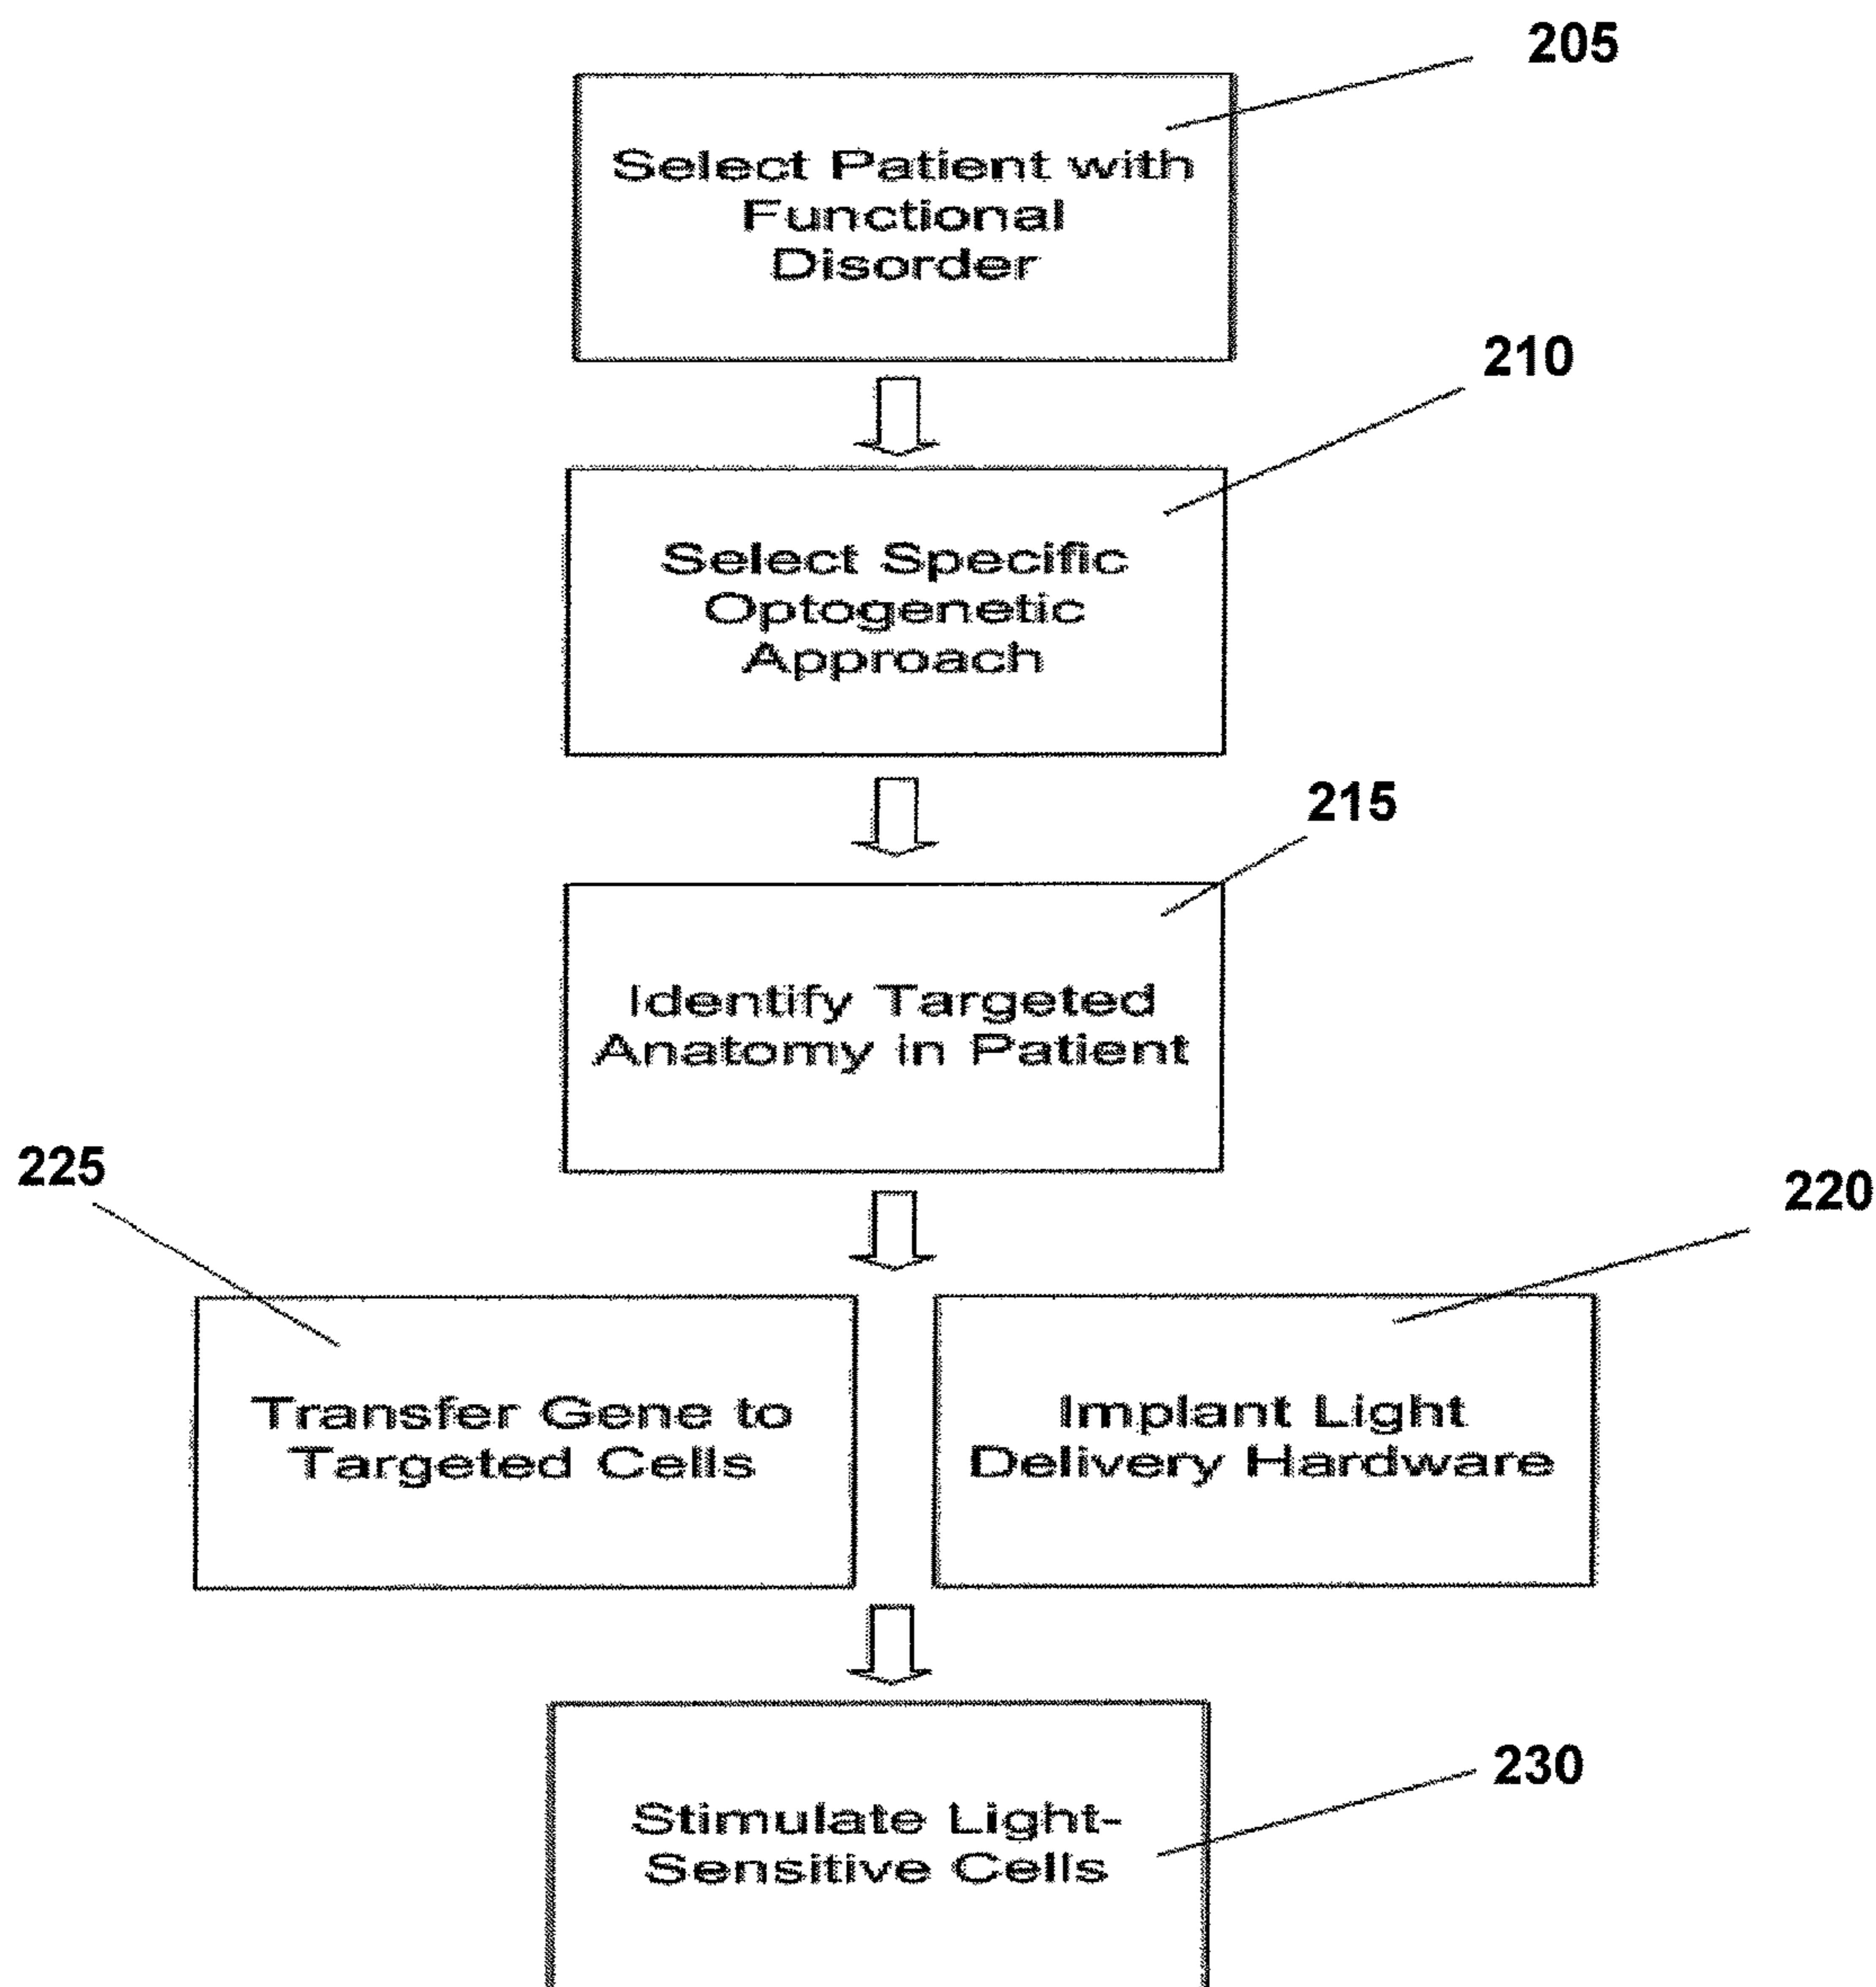 205
Select Patient with
Functional
Disorder
210
Select Specific
Optogenetic
Approach
215
Identify Targeted
Anatomy in Patient
225
220
Transfer Gene to
Targeted Cells
Implant Light
Delivery Hardware
230
Stimulate Light-
Sensitive Cells